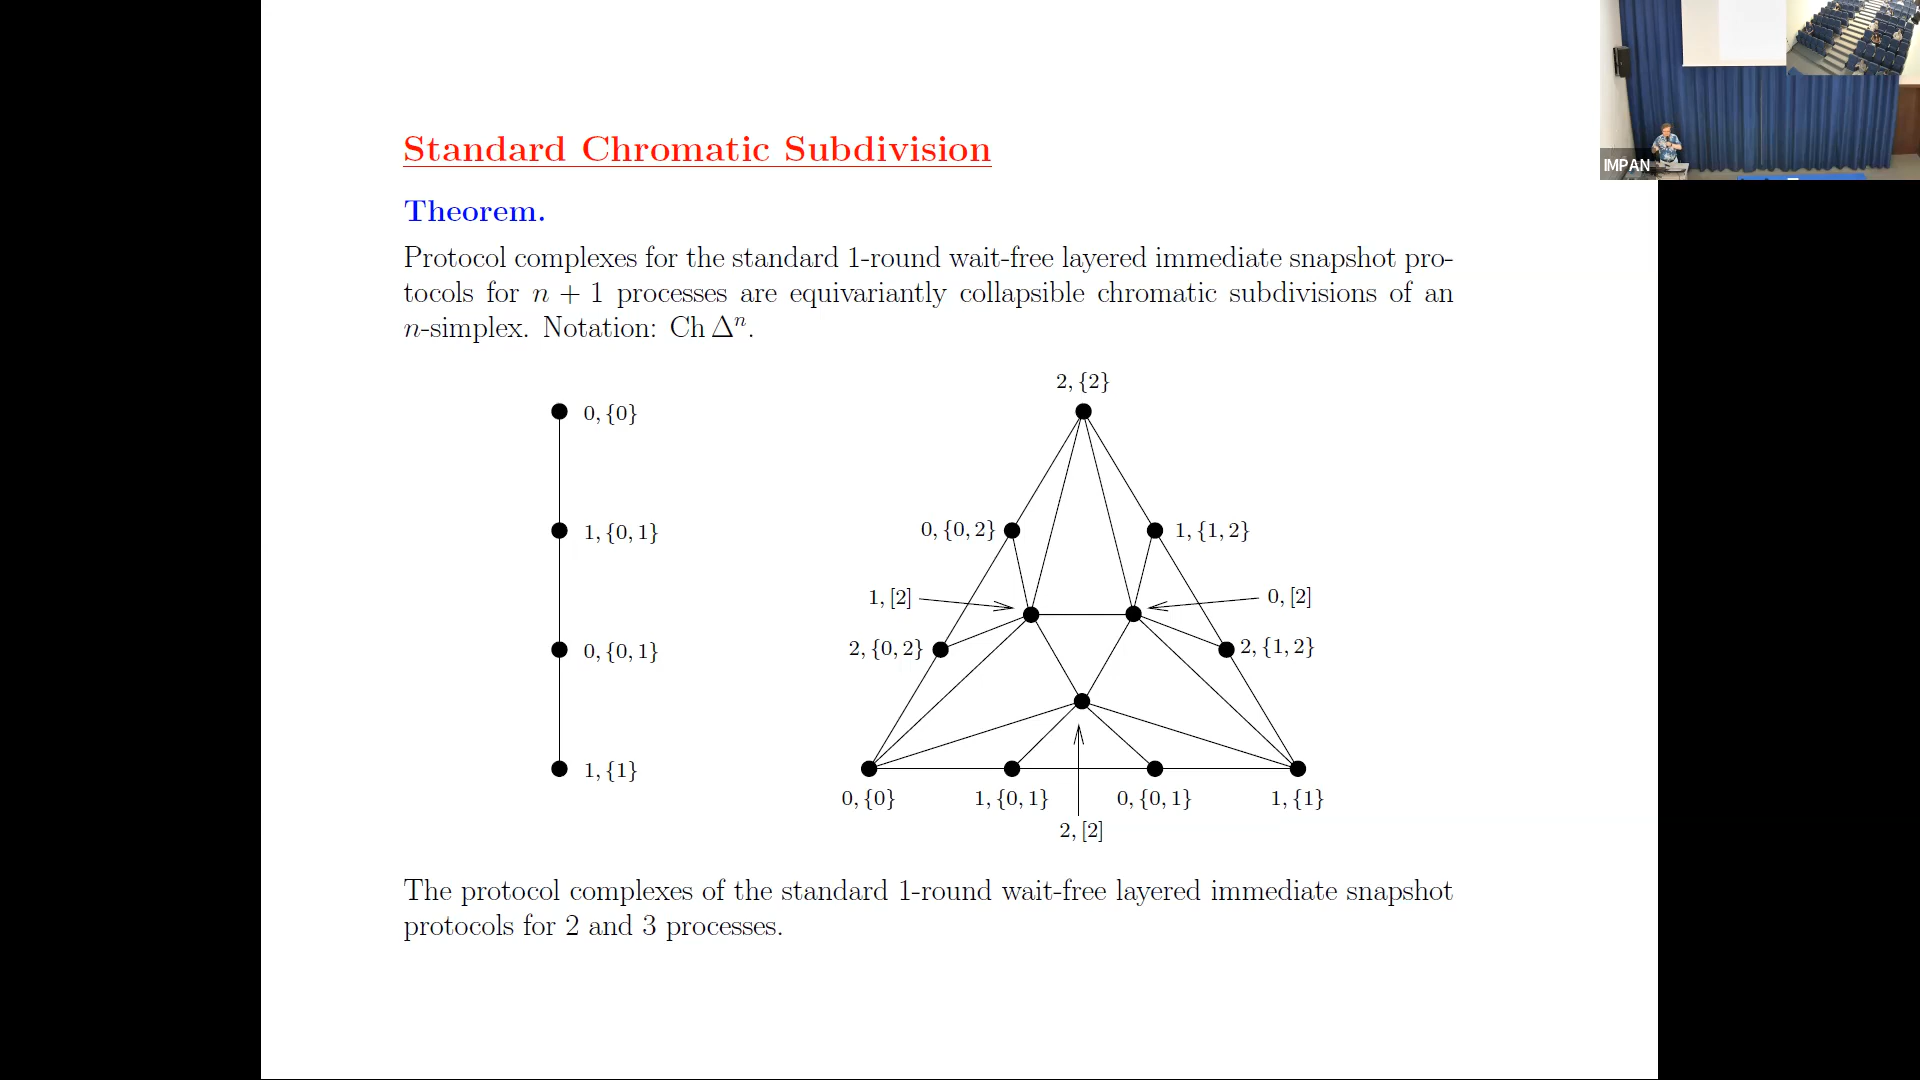 IMPAN
Standard Chromatic Subdivision
Theorem.
Protocol complexes for the standard 1-round wait-free layered immediate snapshot pro-
tocols for n + 1 processes are equivariantly collapsible chromatic subdivisions of an
n-simplex. Notation: Ch Δⁿ.
0, {0}
1, {0, 1}
0, {0, 1}
1, {1}
2, {2}
0, {0, 2}
1, {1, 2}
1, [2]
0, [2]
2, {0, 2}
2, {1, 2}
0, {0}
1, {0, 1}
0, {0, 1}
1, {1}
2, [2]
The protocol complexes of the standard 1-round wait-free layered immediate snapshot
protocols for 2 and 3 processes.